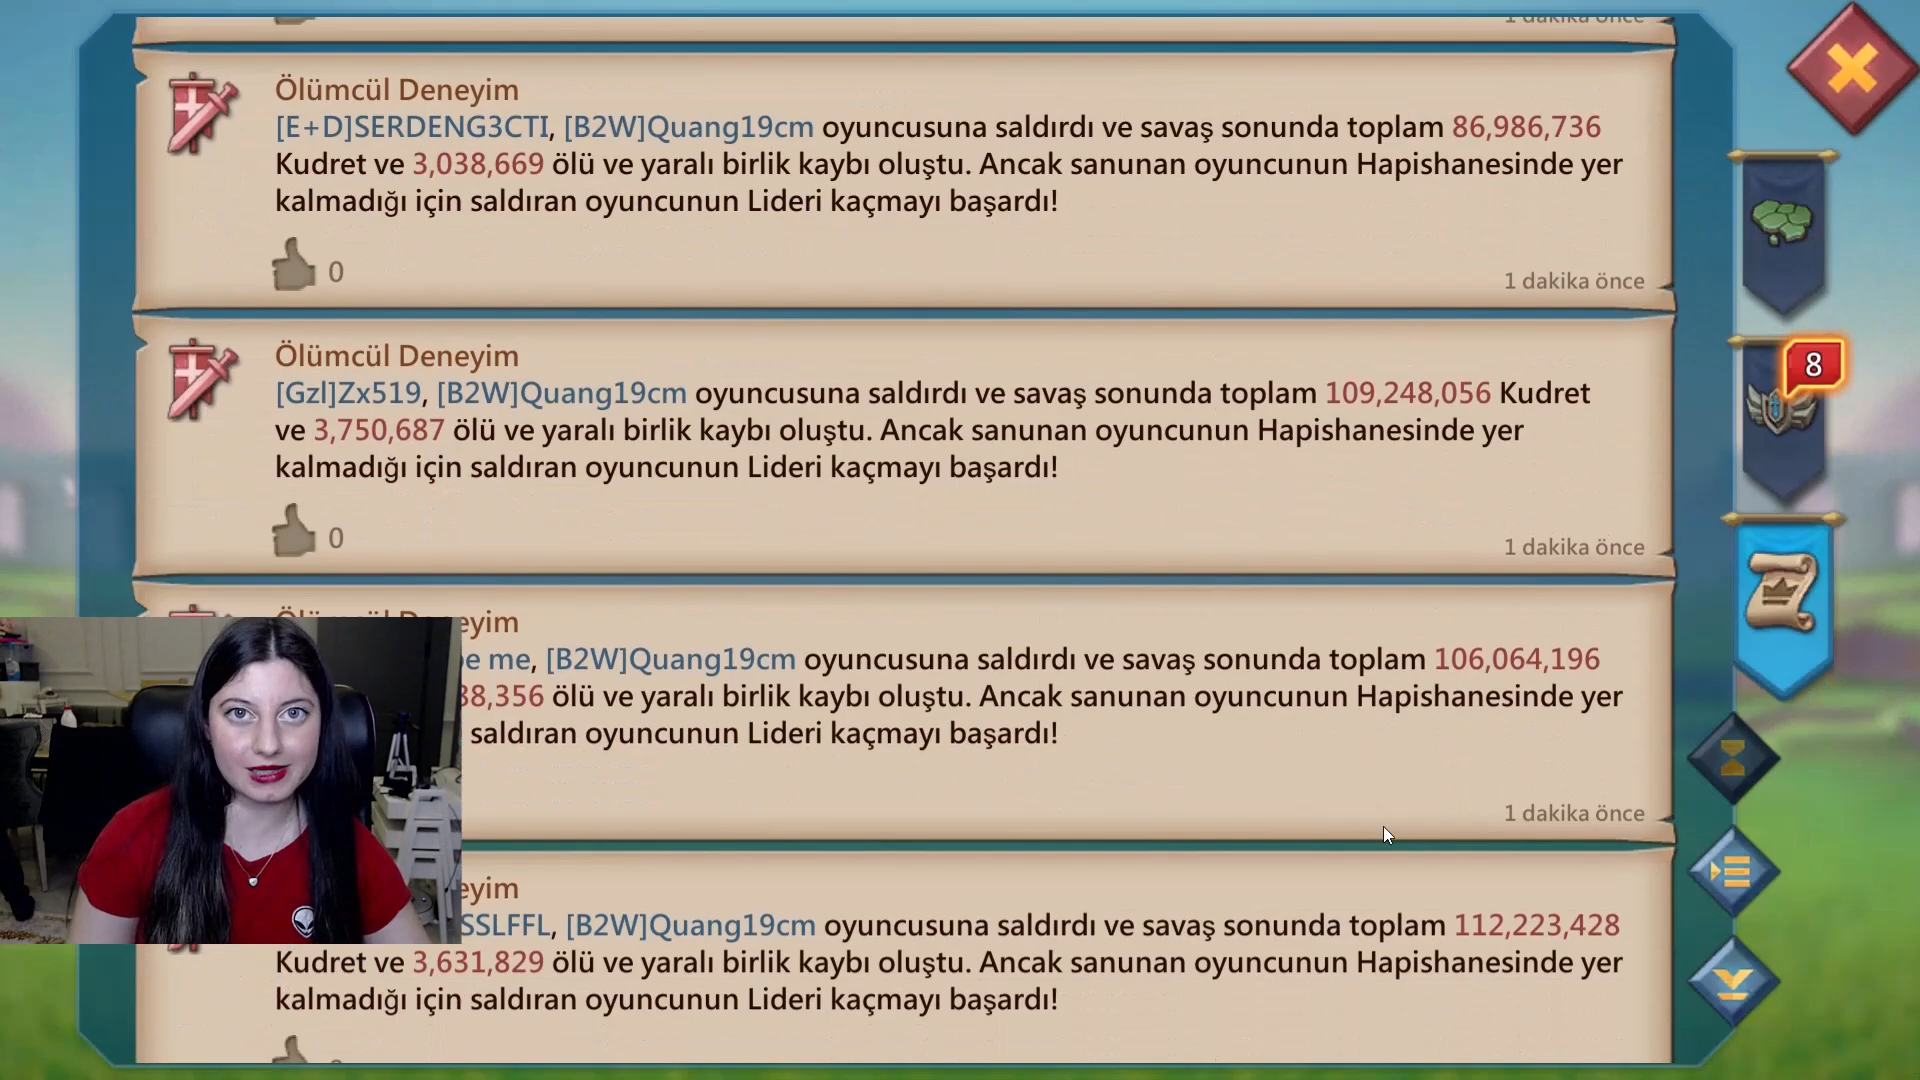 Ölümcül Deneyim
[E+D]SERDENG3CTI, [B2W]Quang19cm oyuncusuna saldırdı ve savaş sonunda toplam 86,986,736
Kudret ve 3,038,669 ölü ve yaralı birlik kaybı oluştu. Ancak sanunan oyuncunun Hapishanesinde yer
kalmadığı için saldıran oyuncunun Lideri kaçmayı başardı!
0
1 dakika önce
8
Ölümcül Deneyim
[Gzl]Zx519, [B2W]Quang19cm oyuncusuna saldırdı ve savaş sonunda toplam 109,248,056 Kudret
ve 3,750,687 ölü ve yaralı birlik kaybı oluştu. Ancak sanunan oyuncunun Hapishanesinde yer
kalmadığı için saldıran oyuncunun Lideri kaçmayı başardı!
0
1 dakika önce
me, [B2W]Quang19cm oyuncusuna saldırdı ve savaş sonunda toplam 106,064,196
38,356 ölü ve yaralı birlik kaybı oluştu. Ancak sanunan oyuncunun Hapishanesinde yer
saldıran oyuncunun Lideri kaçmayı başardı!
1 dakika önce
eyim
SSLFFL, [B2W]Quang19cm oyuncusuna saldırdı ve savaş sonunda toplam 112,223,428
Kudret ve 3,631,829 ölü ve yaralı birlik kaybı oluştu. Ancak sanunan oyuncunun Hapishanesinde yer
kalmadığı için saldıran oyuncunun Lideri kaçmayı başardı!